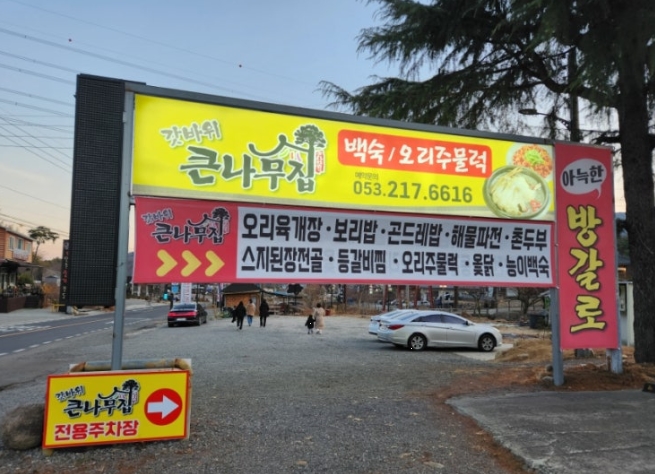 갓바위
큰나무집
백숙/오리주물럭
예약문의
053.217.6616
갓바위
큰나무집
오리육개장·보리밥·곤드레밥·해물파전·촌두부
스지된장전골·등갈비찜·오리주물럭·옻닭·능이백숙
아늑한
방갈로
갓바위
큰나무집
전용주차장